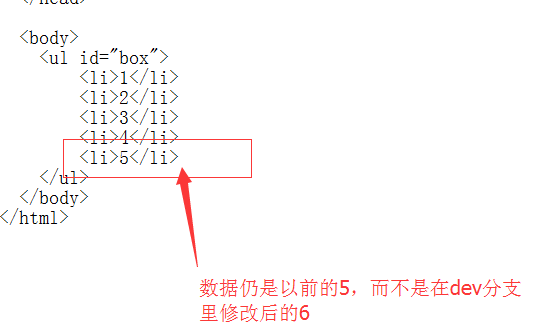 </head>
<body>
<ul id="box">
<li>1</li>
<li>2</li>
<li>3</li>
<li>4</li>
<li>5</li>
</ul>
</body>
</html>
数据仍是以前的5，而不是在dev分支
里修改后的6